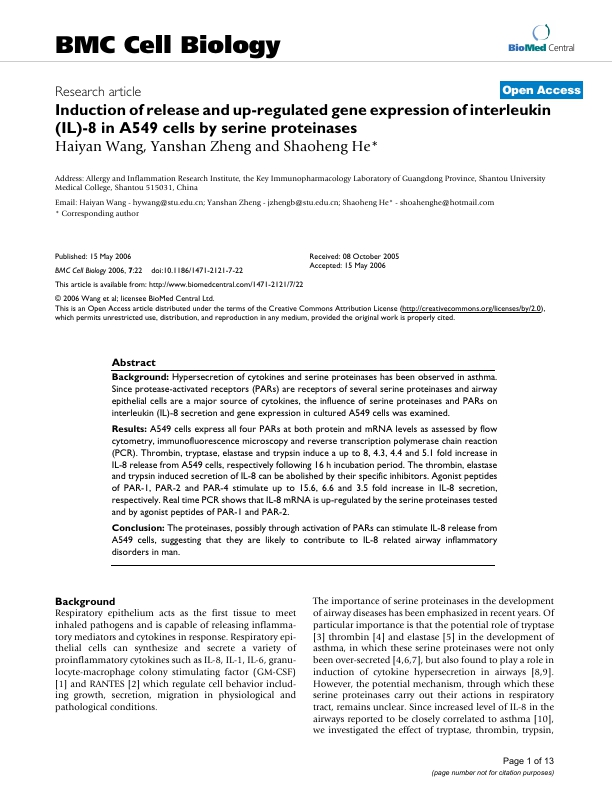 BMC Cell Biology
BioMed Central
Research article
Open Access
Induction of release and up-regulated gene expression of interleukin
(IL)-8 in A549 cells by serine proteinases
Haiyan Wang, Yanshan Zheng and Shaoheng He*
Address: Allergy and Inflammation Research Institute, the Key Immunopharmacology Laboratory of Guangdong Province, Shantou University
Medical College, Shantou 515031, China
Email: Haiyan Wang - hywang@stu.edu.cn; Yanshan Zheng - jzhengb@stu.edu.cn; Shaoheng He* - shoahenghe@hotmail.com
* Corresponding author
Published: 15 May 2006
BMC Cell Biology 2006, 7:22 doi:10.1186/1471-2121-7-22
Received: 08 October 2005
Accepted: 15 May 2006
This article is available from: http://www.biomedcentral.com/1471-2121/7/22
© 2006 Wang et al; licensee BioMed Central Ltd.
This is an Open Access article distributed under the terms of the Creative Commons Attribution License (http://creativecommons.org/licenses/by/2.0),
which permits unrestricted use, distribution, and reproduction in any medium, provided the original work is properly cited.
Abstract
Background: Hypersecretion of cytokines and serine proteinases has been observed in asthma.
Since protease-activated receptors (PARs) are receptors of several serine proteinases and airway
epithelial cells are a major source of cytokines, the influence of serine proteinases and PARs on
interleukin (IL)-8 secretion and gene expression in cultured A549 cells was examined.
Results: A549 cells express all four PARs at both protein and mRNA levels as assessed by flow
cytometry, immunofluorescence microscopy and reverse transcription polymerase chain reaction
(PCR). Thrombin, tryptase, elastase and trypsin induce a up to 8, 4.3, 4.4 and 5.1 fold increase in
IL-8 release from A549 cells, respectively following 16 h incubation period. The thrombin, elastase
and trypsin induced secretion of IL-8 can be abolished by their specific inhibitors. Agonist peptides
of PAR-1, PAR-2 and PAR-4 stimulate up to 15.6, 6.6 and 3.5 fold increase in IL-8 secretion,
respectively. Real time PCR shows that IL-8 mRNA is up-regulated by the serine proteinases tested
and by agonist peptides of PAR-1 and PAR-2.
Conclusion: The proteinases, possibly through activation of PARs can stimulate IL-8 release from
A549 cells, suggesting that they are likely to contribute to IL-8 related airway inflammatory
disorders in man.
Background
Respiratory epithelium acts as the first tissue to meet
inhaled pathogens and is capable of releasing inflamma-
tory mediators and cytokines in response. Respiratory epi-
thelial cells can synthesize and secrete a variety of
proinflammatory cytokines such as IL-8, IL-1, IL-6, granu-
locyte-macrophage colony stimulating factor (GM-CSF)
[1] and RANTES [2] which regulate cell behavior includ-
ing growth, secretion, migration in physiological and
pathological conditions.
The importance of serine proteinases in the development
of airway diseases has been emphasized in recent years. Of
particular importance is that the potential role of tryptase
[3] thrombin [4] and elastase [5] in the development of
asthma, in which these serine proteinases were not only
been over-secreted [4,6,7], but also found to play a role in
induction of cytokine hypersecretion in airways [8,9].
However, the potential mechanism, through which these
serine proteinases carry out their actions in respiratory
tract, remains unclear. Since increased level of IL-8 in the
airways reported to be closely correlated to asthma [10],
we investigated the effect of tryptase, thrombin, trypsin,
Page 1 of 13
(page number not for citation purposes)